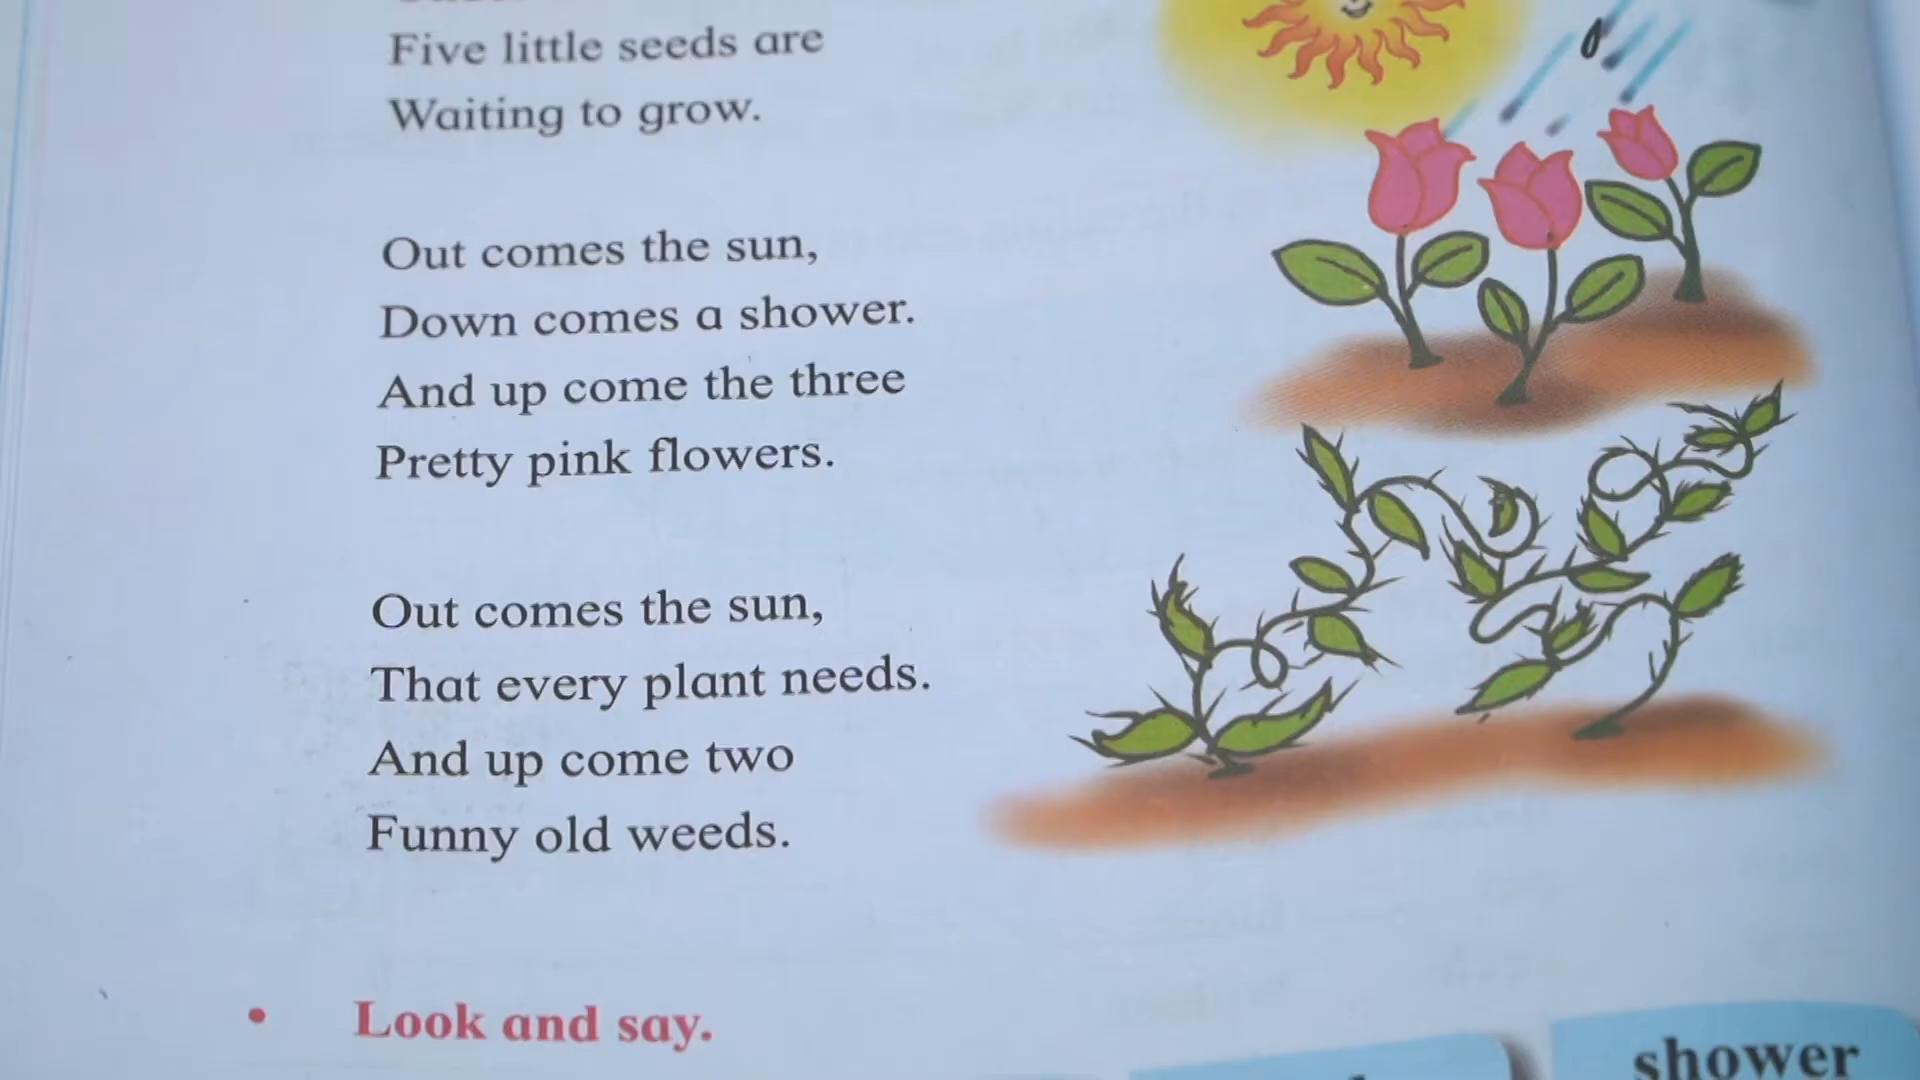 Five little seeds are
Waiting to grow.
Out comes the sun,
Down comes a shower.
And up come the three
Pretty pink flowers.
Out comes the sun,
That every plant needs.
And up come two
Funny old weeds.
• Look and say.
shower